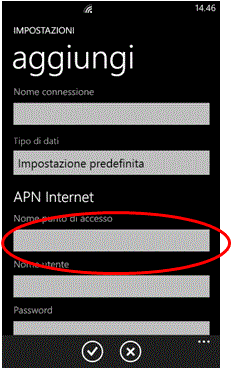 14.46
IMPOSTAZIONI
aggiungi
Nome connessione
Tipo di dati
Impostazione predefinita
APN Internet
Nome punto di accesso
Nome utente
Password